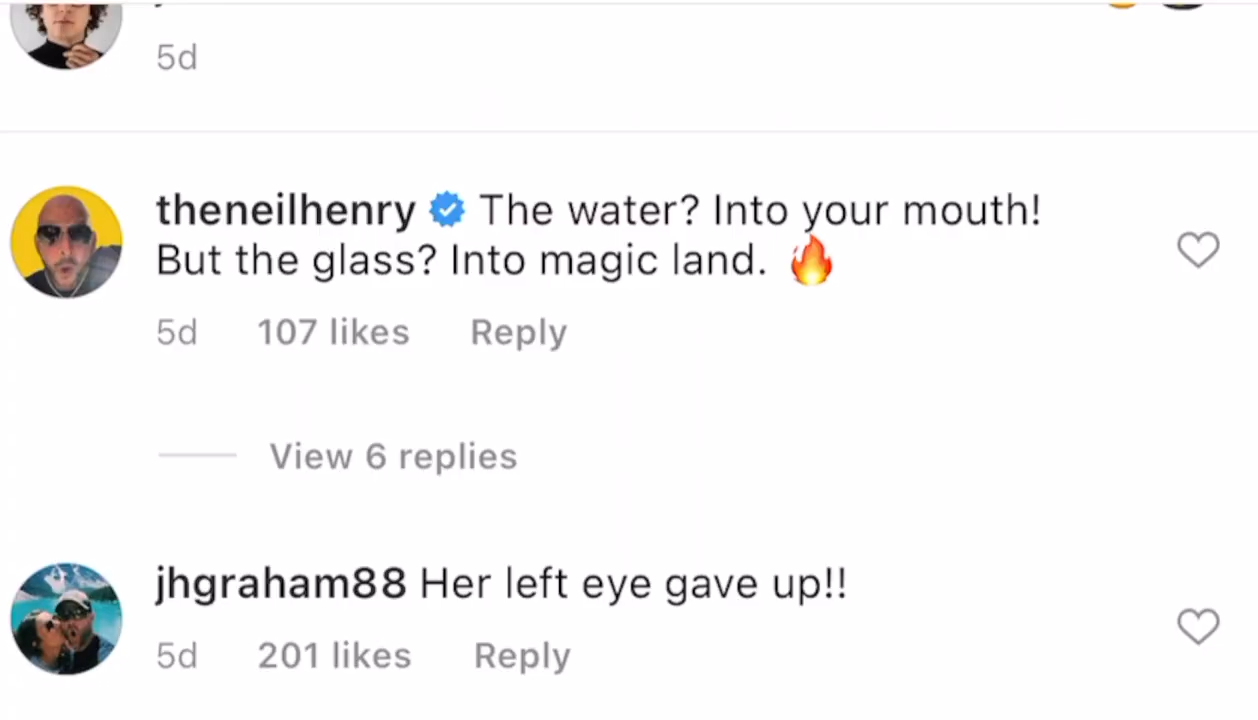 5d
theneilhenry The water? Into your mouth!
But the glass? Into magic land. 🔥
5d 107 likes Reply
View 6 replies
jhgraham88 Her left eye gave up!!
5d 201 likes Reply